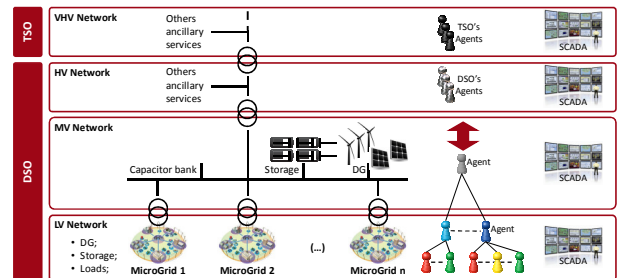 TSO
VHV Network
Others
ancillary
services
TSO's
Agents
SCADA
DSO
HV Network
Others
ancillary
services
DSO's
Agents
SCADA
MV Network
Capacitor bank
Storage
DG
Agent
SCADA
LV Network
• DG;
• Storage;
• Loads;
MicroGrid 1
MicroGrid 2
(...)
MicroGrid n
Agent